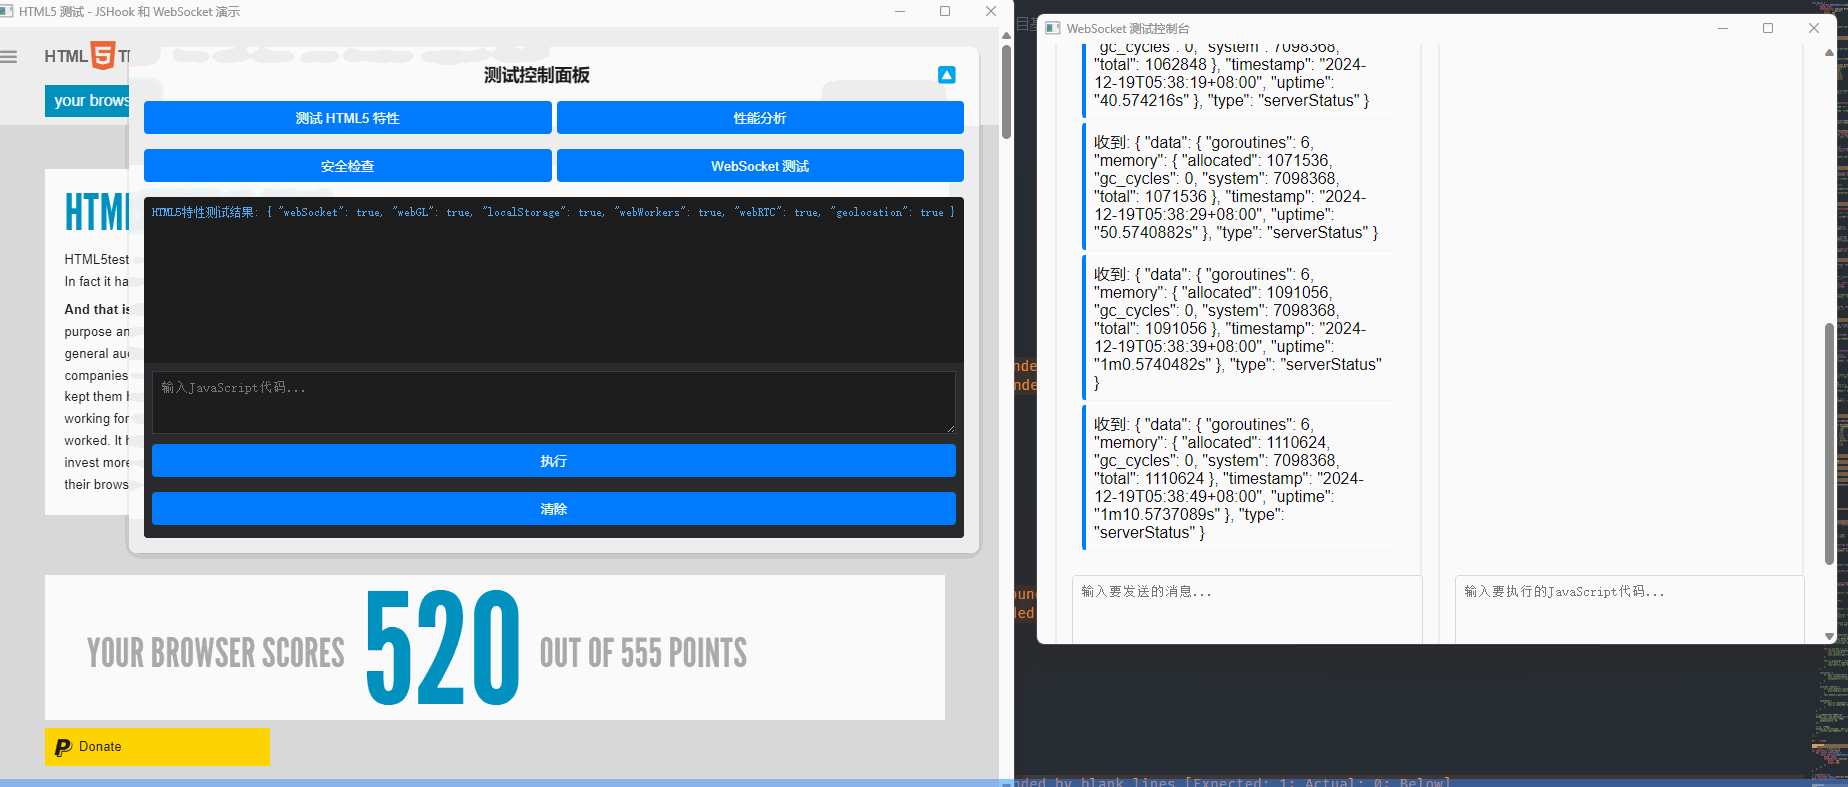 HTML5 测试 - JSHook 和 WebSocket 演示
HTML 5 TE
your brows
HTML
HTML5test
In fact it ha
And that is
purpose an
general aud
companies
kept them h
working for
worked. It h
invest more
their brows
测试控制面板
测试 HTML5 特性
性能分析
安全检查
WebSocket 测试
HTML5特性测试结果: { "webSocket": true, "webGL": true, "localStorage": true, "webWorkers": true, "webRTC": true, "geolocation": true }
输入JavaScript代码...
执行
清除
YOUR BROWSER SCORES 520 OUT OF 555 POINTS
Donate
WebSocket 测试控制台
"gc_cycles": 0, "system": 7098368,
"total": 1062848 }, "timestamp": "2024-
12-19T05:38:19+08:00", "uptime":
"40.574216s" }, "type": "serverStatus" }
收到: { "data": { "goroutines": 6,
"memory": { "allocated": 1071536,
"gc_cycles": 0, "system": 7098368,
"total": 1071536 }, "timestamp": "2024-
12-19T05:38:29+08:00", "uptime":
"50.5740882s" }, "type": "serverStatus" }
收到: { "data": { "goroutines": 6,
"memory": { "allocated": 1091056,
"gc_cycles": 0, "system": 7098368,
"total": 1091056 }, "timestamp": "2024-
12-19T05:38:39+08:00", "uptime":
"1m0.5740482s" }, "type": "serverStatus"
}
收到: { "data": { "goroutines": 6,
"memory": { "allocated": 1110624,
"gc_cycles": 0, "system": 7098368,
"total": 1110624 }, "timestamp": "2024-
12-19T05:38:49+08:00", "uptime":
"1m10.5737089s" }, "type":
"serverStatus" }
输入要发送的消息...
输入要执行的JavaScript代码...
nded by blank lines [Expected: 1; Actual: 0; Below]